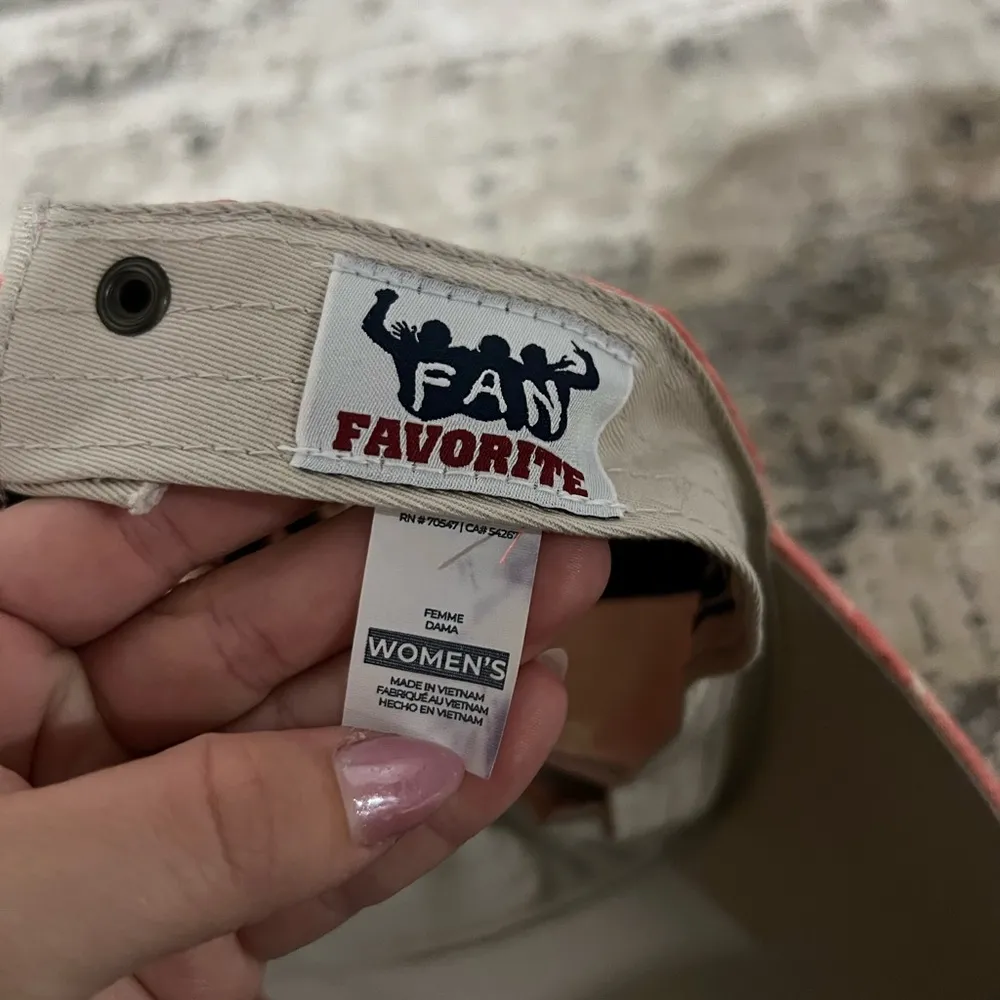 FAN
FAVORITE
RN # 70547 | CA# 54267
FEMME
DAMA
WOMEN'S
MADE IN VIETNAM
FABRIQUÉ AU VIETNAM
HECHO EN VIETNAM